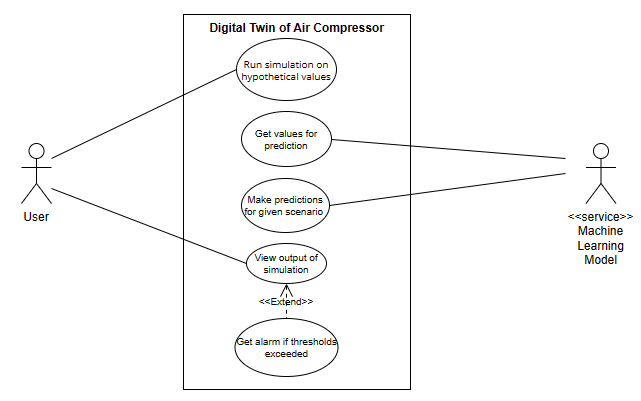 Digital Twin of Air Compressor
Run simulation on
hypothetical values
Get values for
prediction
Make predictions
for given scenario
View output of
simulation
<<Extend>>
Get alarm if thresholds
exceeded
User
<<service>>
Machine
Learning
Model